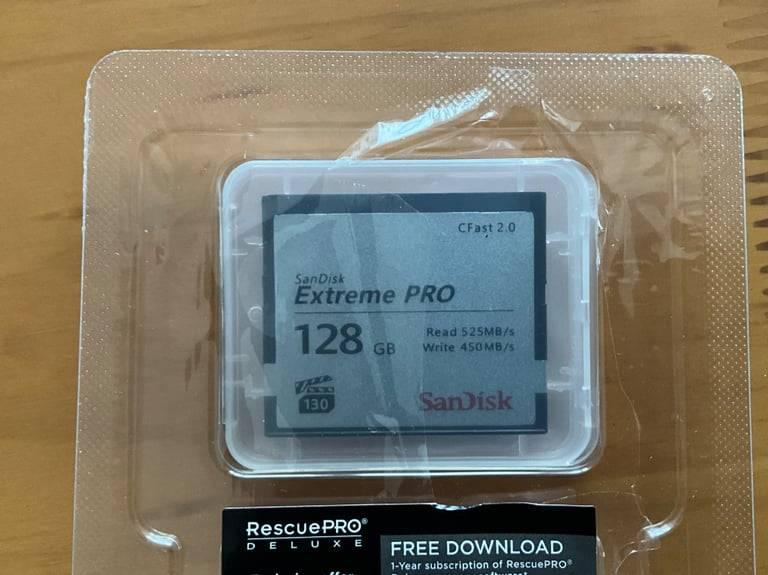 CFast 2.0
SanDisk
Extreme PRO
128 GB
Read 525MB/s
Write 450MB/s
130
SanDisk
RescuePRO®
DELUXE
FREE DOWNLOAD
1-Year subscription of RescuePRO®